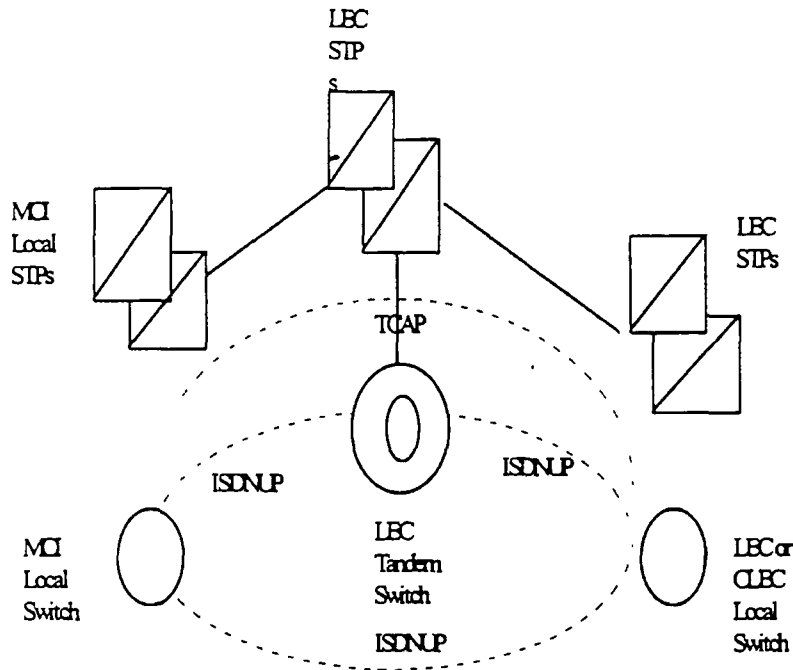 LEC
STP
s
MCI
Local
STPs
LEC
STPs
TCAP
ISDNUP
ISDNUP
MCI
Local
Switch
LEC
Tandem
Switch
LEC or
CLEC
Local
Switch
ISDNUP